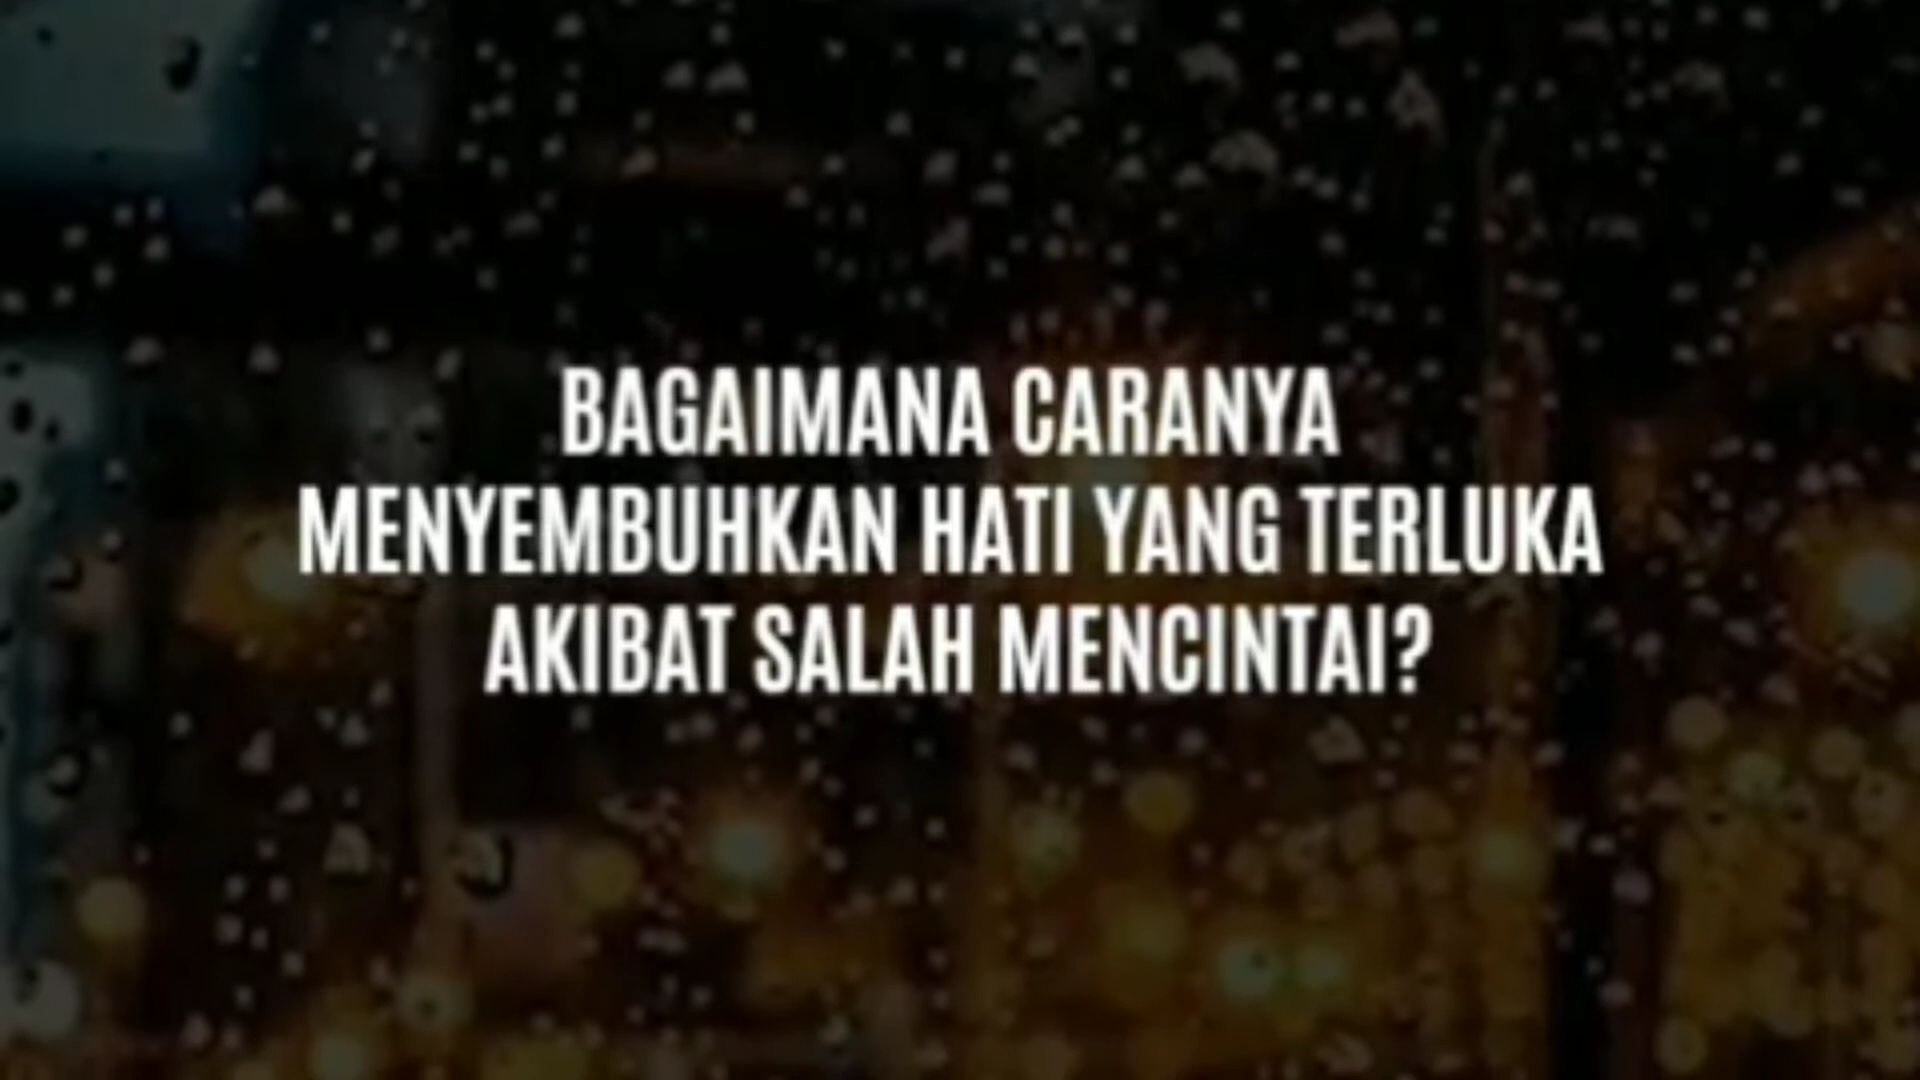 BAGAIMANA CARANYA
MENYEMBUHKAN HATI YANG TERLUKA
AKIBAT SALAH MENCINTAI?